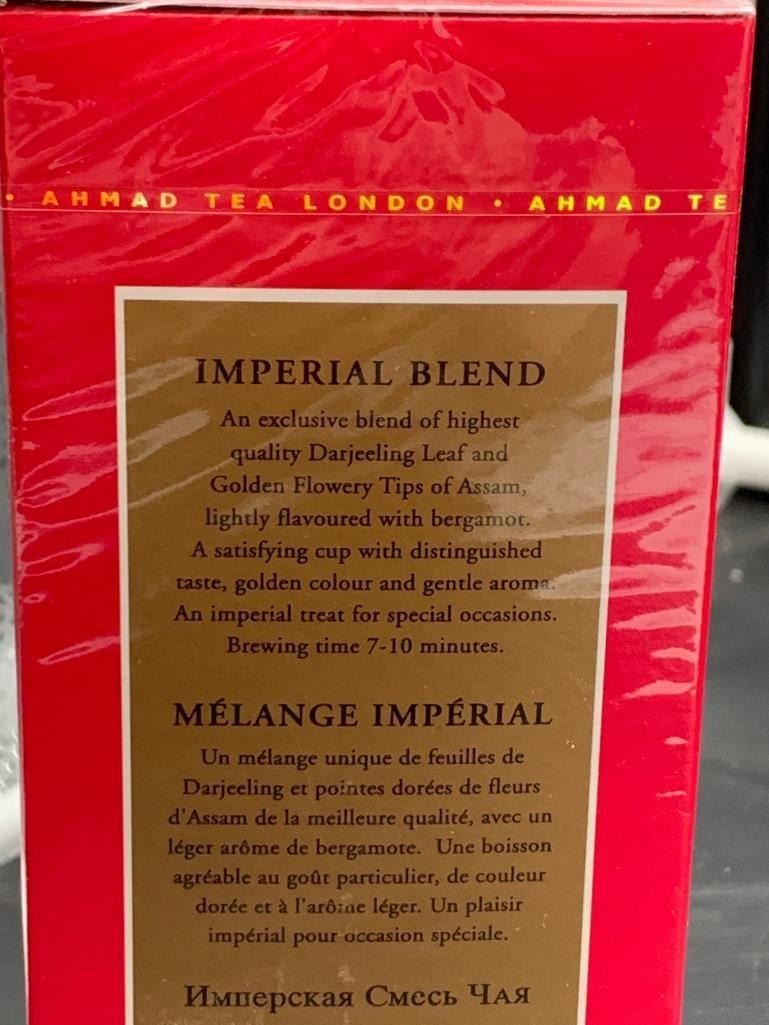 • AHMAD TEA LONDON • AHMAD TE
IMPERIAL BLEND
An exclusive blend of highest
quality Darjeeling Leaf and
Golden Flowery Tips of Assam,
lightly flavoured with bergamot.
A satisfying cup with distinguished
taste, golden colour and gentle aroma.
An imperial treat for special occasions.
Brewing time 7-10 minutes.
MÉLANGE IMPÉRIAL
Un mélange unique de feuilles de
Darjeeling et pointes dorées de fleurs
d'Assam de la meilleure qualité, avec un
léger arôme de bergamote. Une boisson
agréable au goût particulier, de couleur
dorée et à l'arôme léger. Un plaisir
impérial pour occasion spéciale.
Имперская Смесь Чая